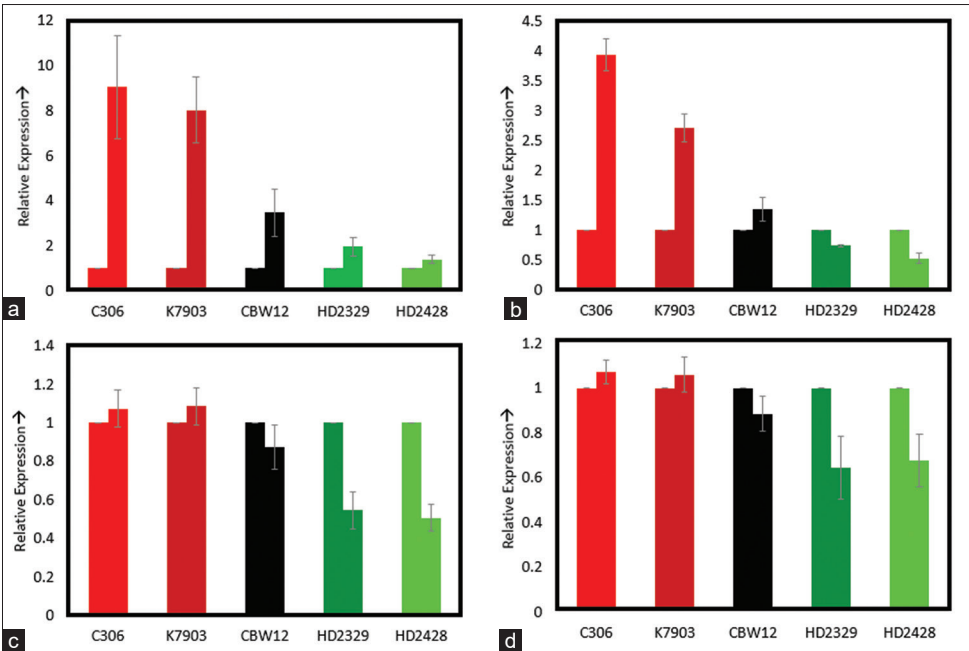 12
10
8
6
4
2
0
Relative Expression→
C306 K7903 CBW12 HD2329 HD2428
a
4.5
4
3.5
3
2.5
2
1.5
1
0.5
0
Relative Expression→
C306 K7903 CBW12 HD2329 HD2428
b
1.4
1.2
1
0.8
0.6
0.4
0.2
0
Relative Expression→
C306 K7903 CBW12 HD2329 HD2428
c
1.2
1
0.8
0.6
0.4
0.2
0
Relative Expression→
C306 K7903 CBW12 HD2329 HD2428
d